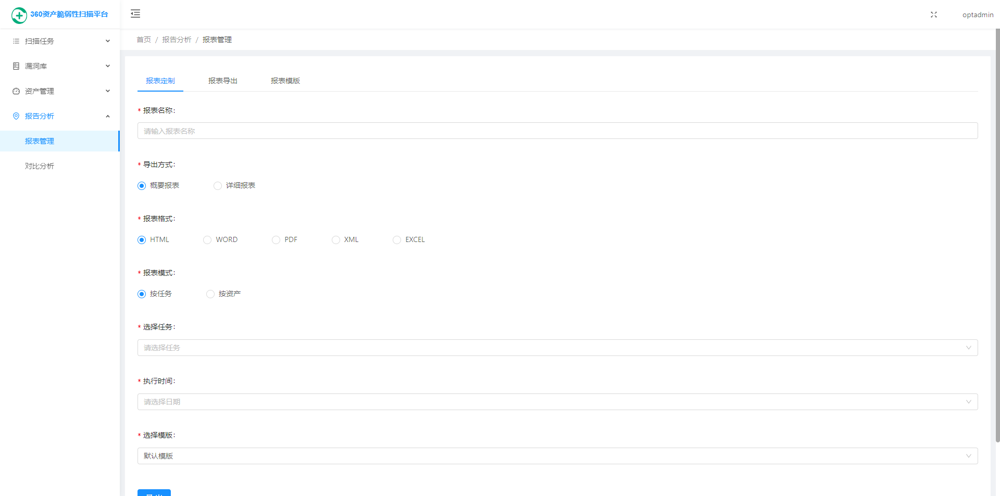 360资产脆弱性扫描平台
optadmin
扫描任务
漏洞库
资产管理
报告分析
报表管理
对比分析
首页 / 报告分析 / 报表管理
报表定制 报表导出 报表模版
* 报表名称:
请输入报表名称
* 导出方式:
概要报表 详细报表
* 报表格式:
HTML WORD PDF XML EXCEL
* 报表模式:
按任务 按资产
* 选择任务:
请选择任务
* 执行时间:
请选择日期
* 选择模版:
默认模版